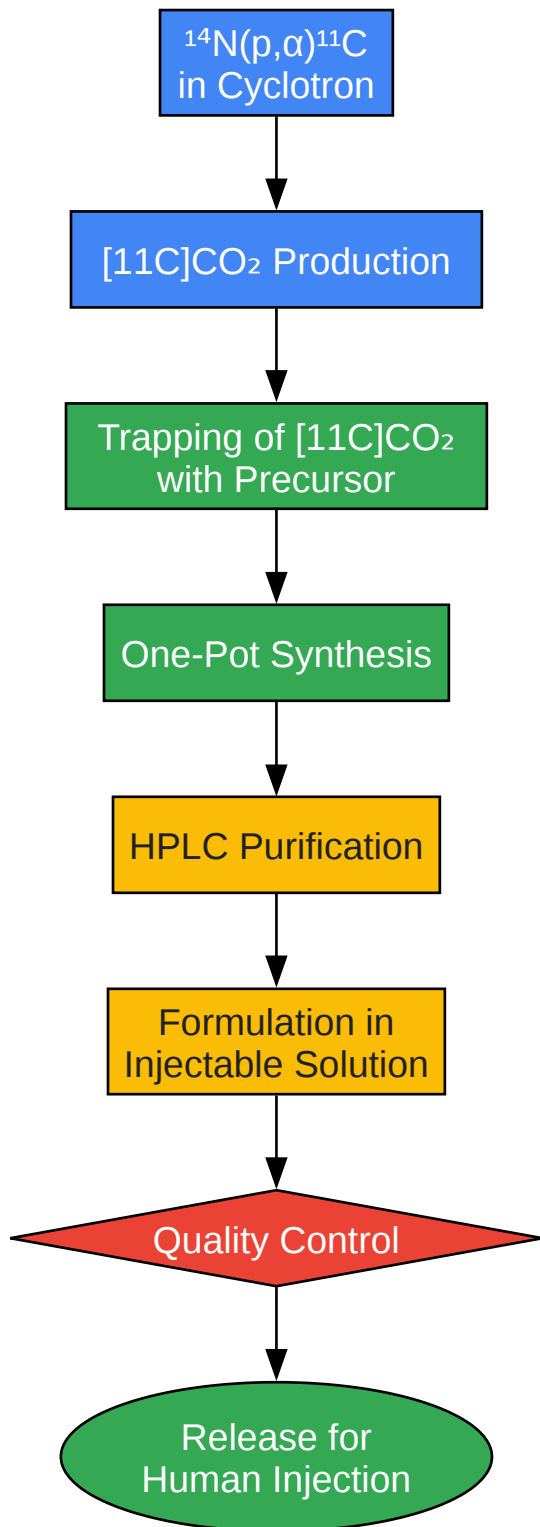 ¹⁴N(p,α)¹¹C
in Cyclotron
[11C]CO₂ Production
Trapping of [11C]CO₂
with Precursor
One-Pot Synthesis
HPLC Purification
Formulation in
Injectable Solution
Quality Control
Release for
Human Injection